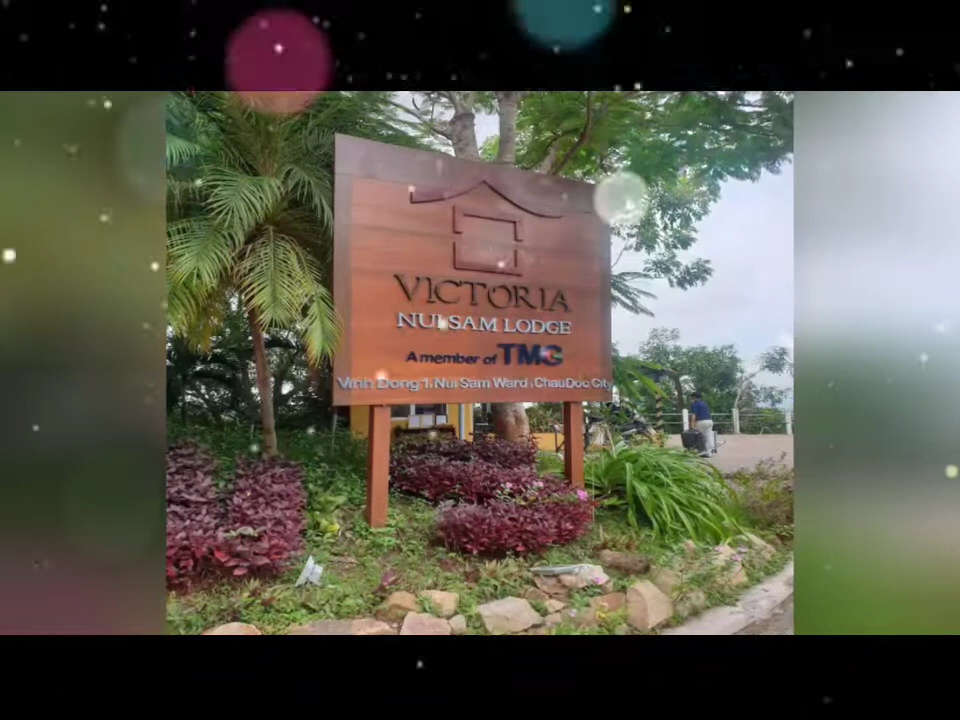 VICTORIA
NUI SAM LODGE
A member of TMG
Vinh Dong 1, Nui Sam Ward, Chau Doc City